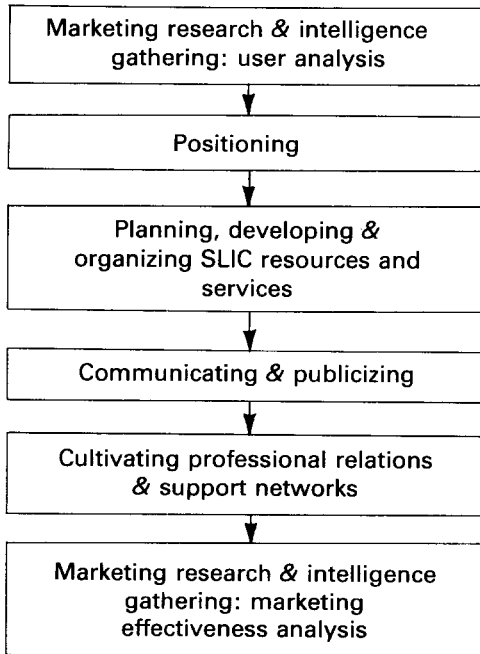 Marketing research & intelligence
gathering: user analysis
Positioning
Planning, developing &
organizing SLIC resources and
services
Communicating & publicizing
Cultivating professional relations
& support networks
Marketing research & intelligence
gathering: marketing
effectiveness analysis